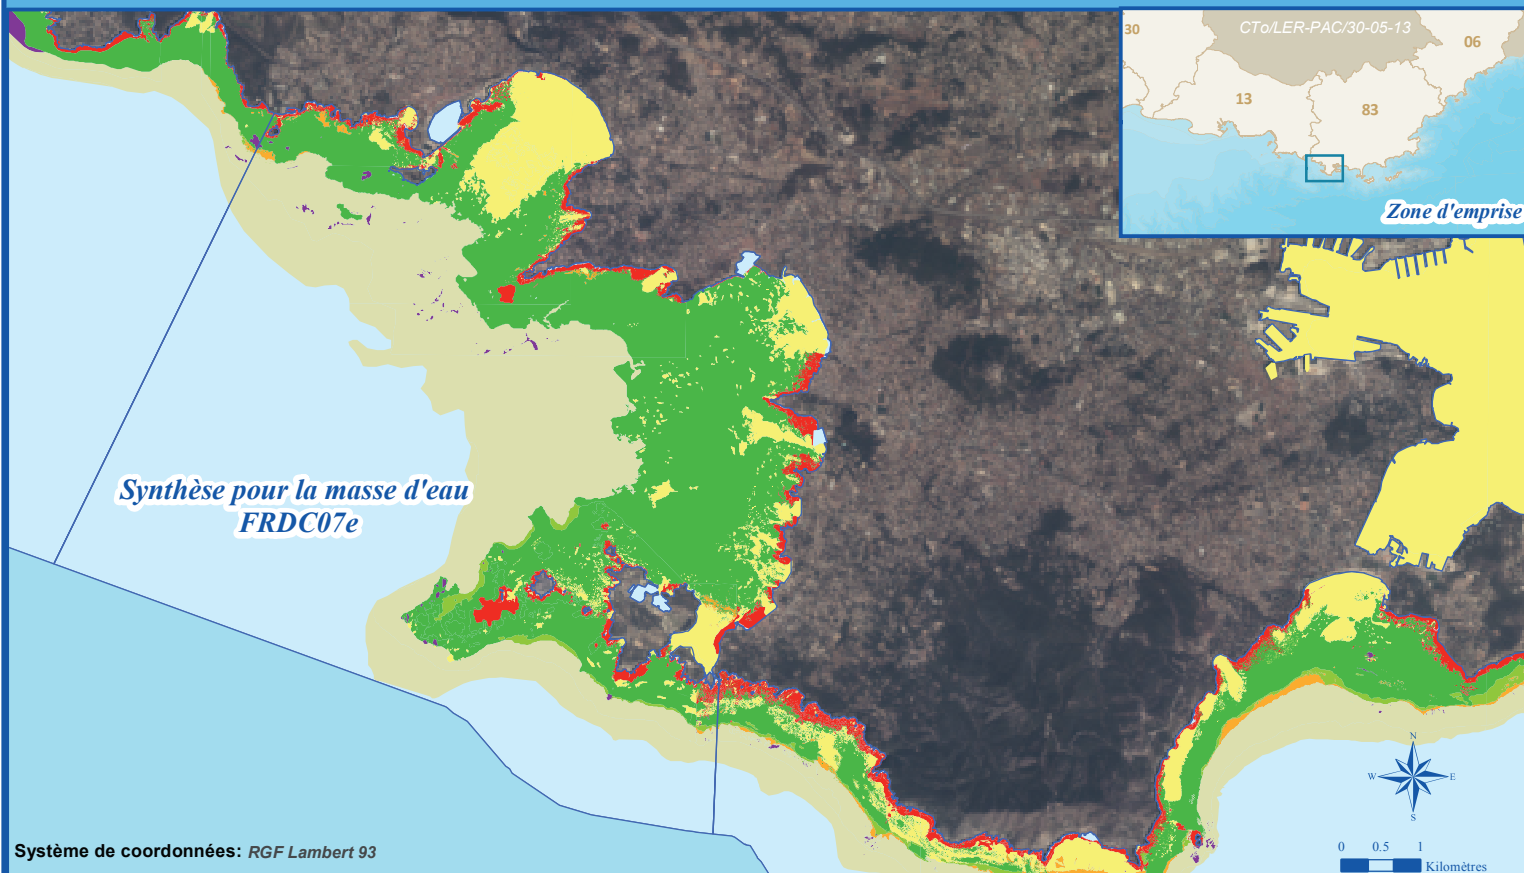 CTo/LER-PAC/30-05-13
30
06
13
83
Zone d'emprise
Synthèse pour la masse d'eau
FRDC07e
N
W E
S
0 0.5 1
Kilomètres
Système de coordonnées: RGF Lambert 93